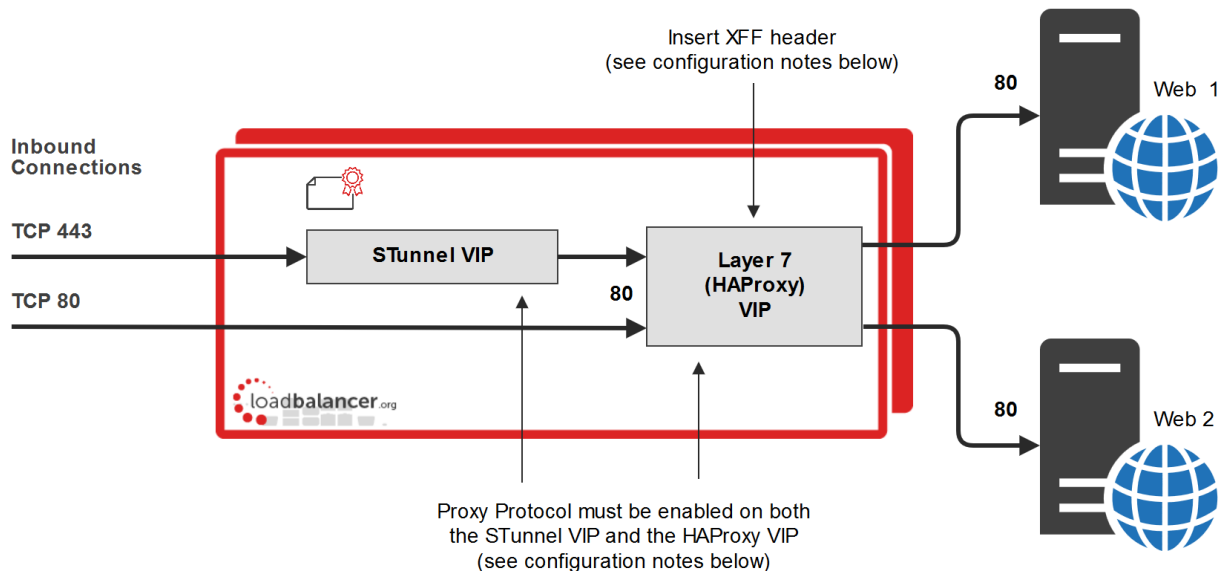 Insert XFF header
(see configuration notes below)
80
Web 1
Inbound
Connections
TCP 443
STunnel VIP
Layer 7
(HAProxy)
VIP
80
TCP 80
loadbalancer.org
80
Web 2
Proxy Protocol must be enabled on both
the STunnel VIP and the HAProxy VIP
(see configuration notes below)